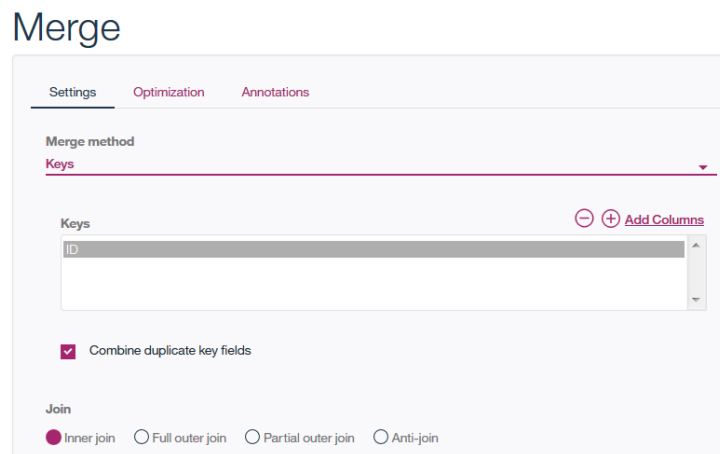 Merge
Settings Optimization Annotations
Merge method
Keys
Keys Add Columns
ID
Combine duplicate key fields
Join
Inner join Full outer join Partial outer join Anti-join